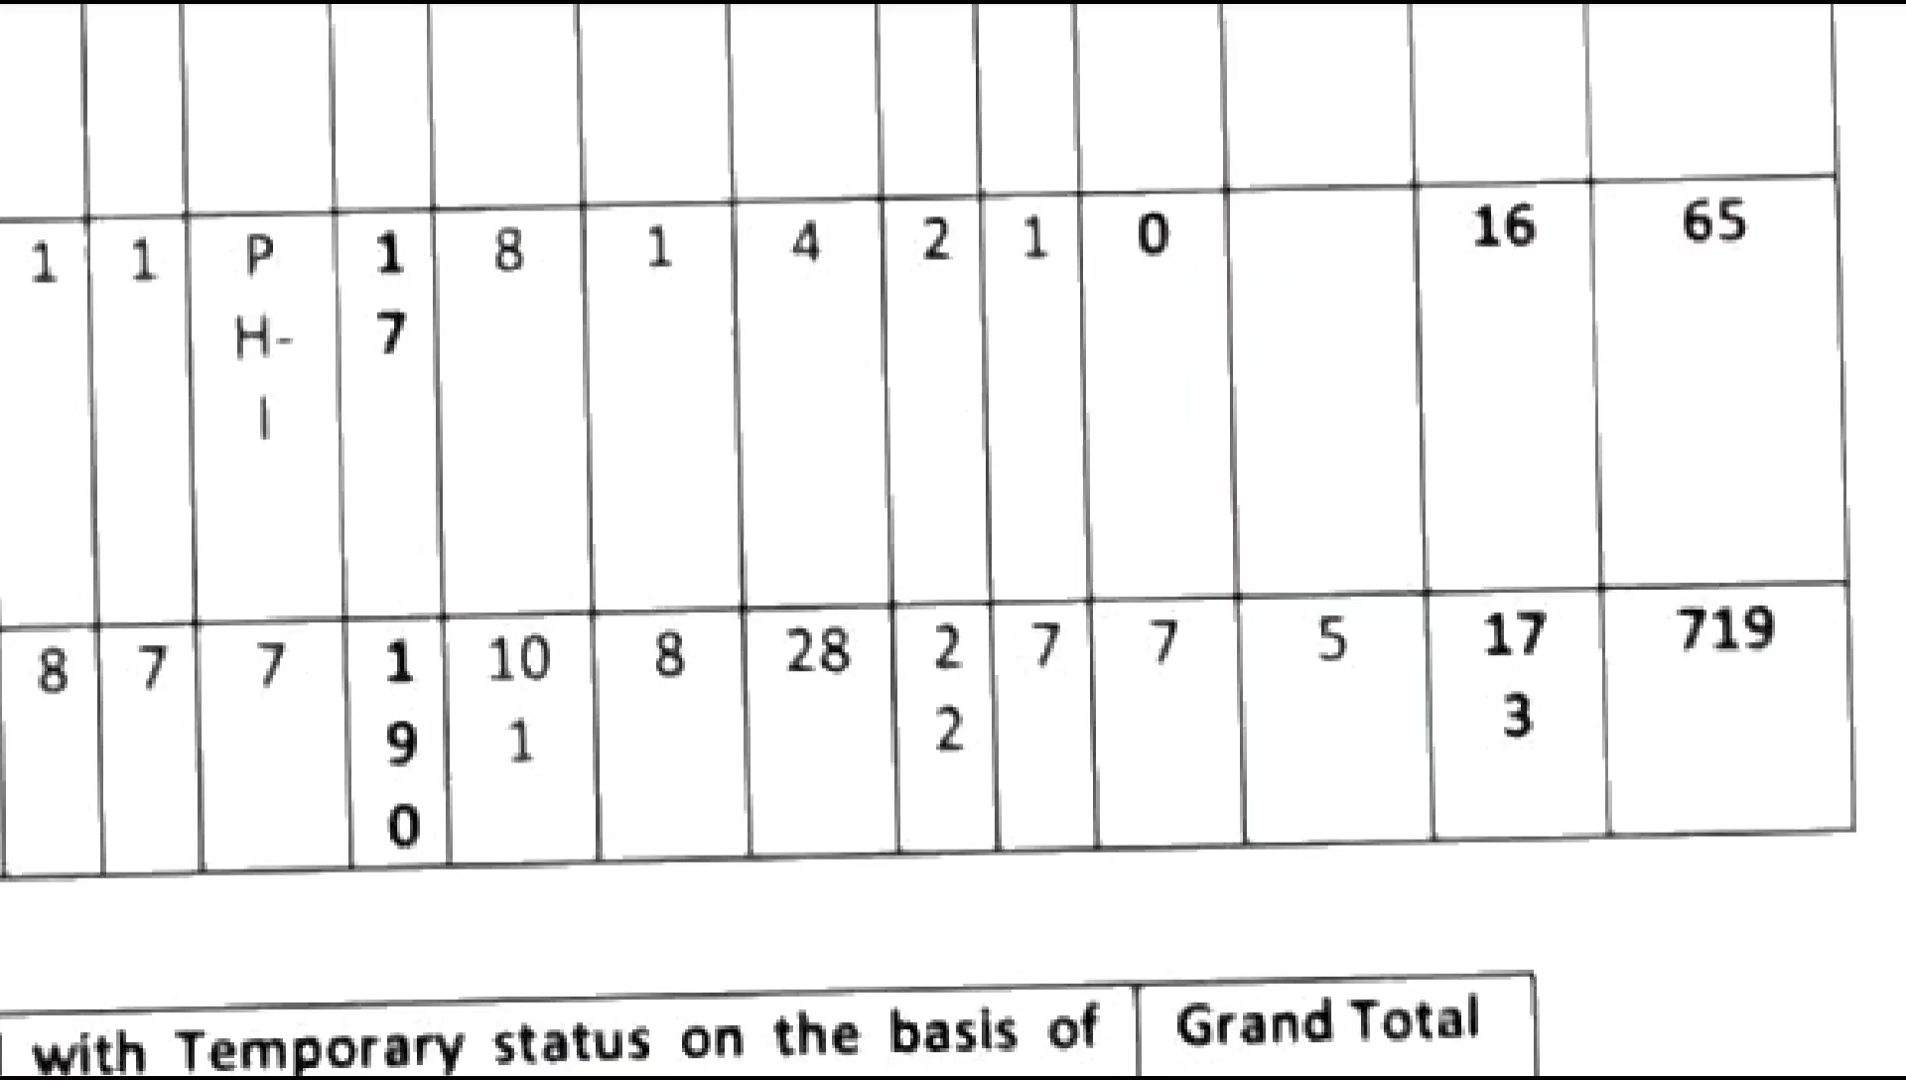 1 1 P 1 8 1 4 2 1 0 16 65
H- 7
I
8 7 7 1 10 8 28 2 7 7 5 17 719
9 1 2 3
0
with Temporary status on the basis of Grand Total